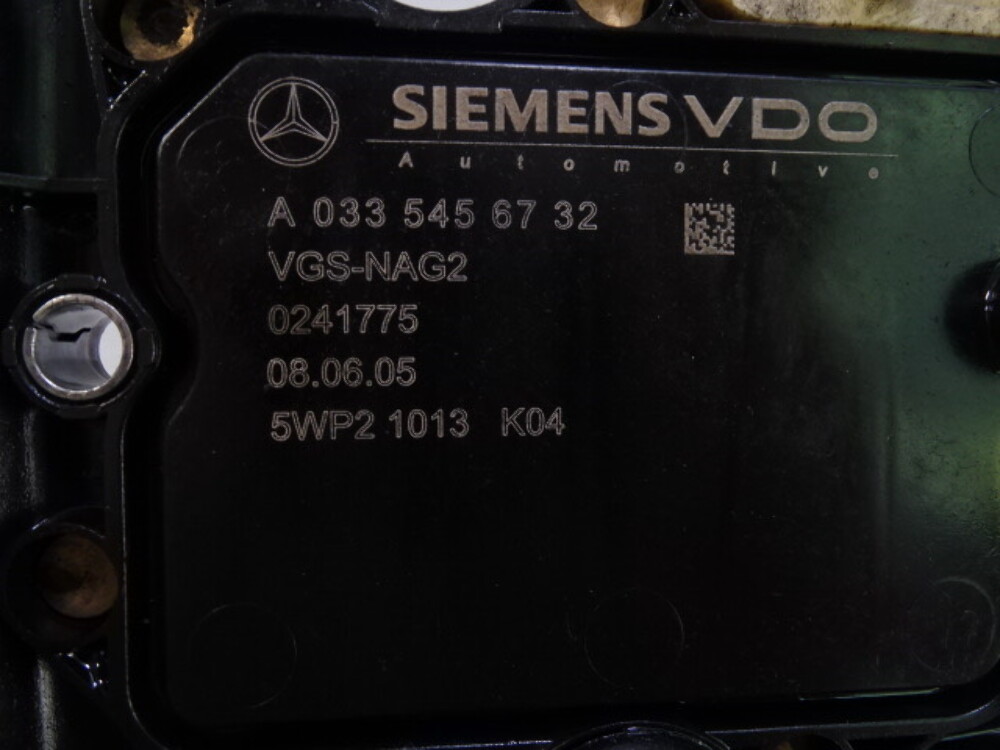 SIEMENS VDO
Automotive
A 033 545 67 32
VGS-NAG2
0241775
08.06.05
5WP2 1013 K04